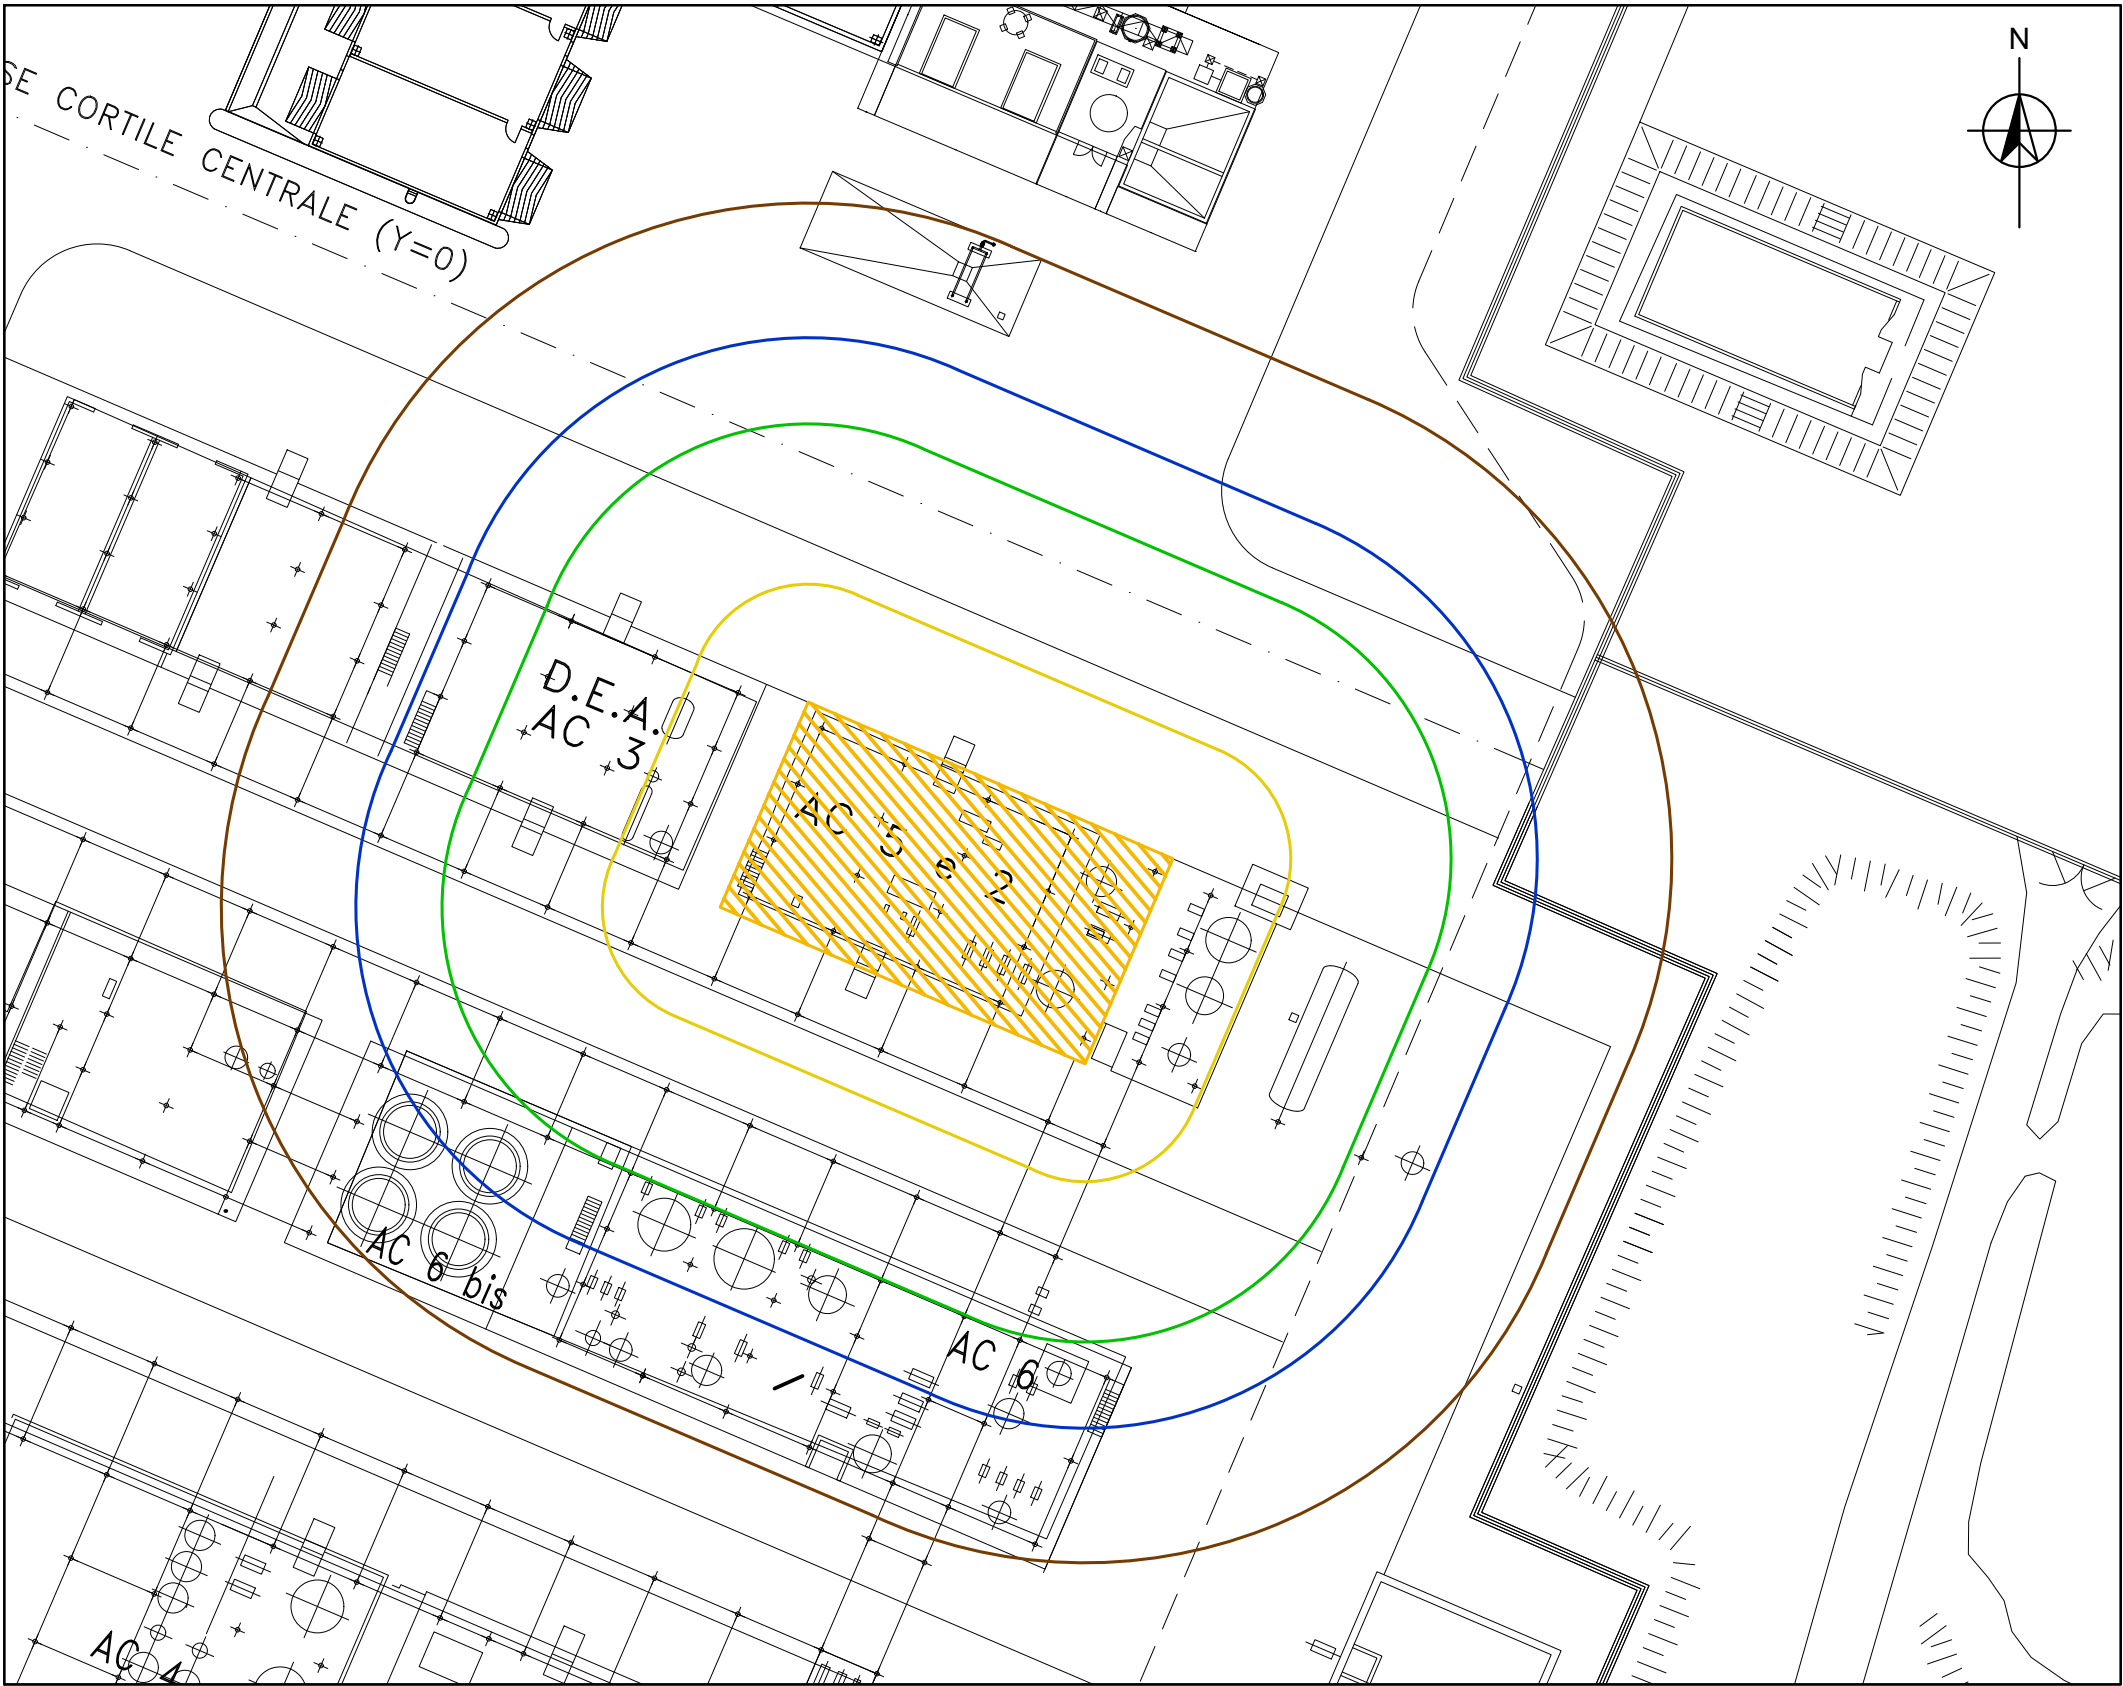 N
SE CORTILE CENTRALE (Y=0)
D.E.A.
AC 3
AC 5 e 2
AC 6 bis
AC 6
AC 4